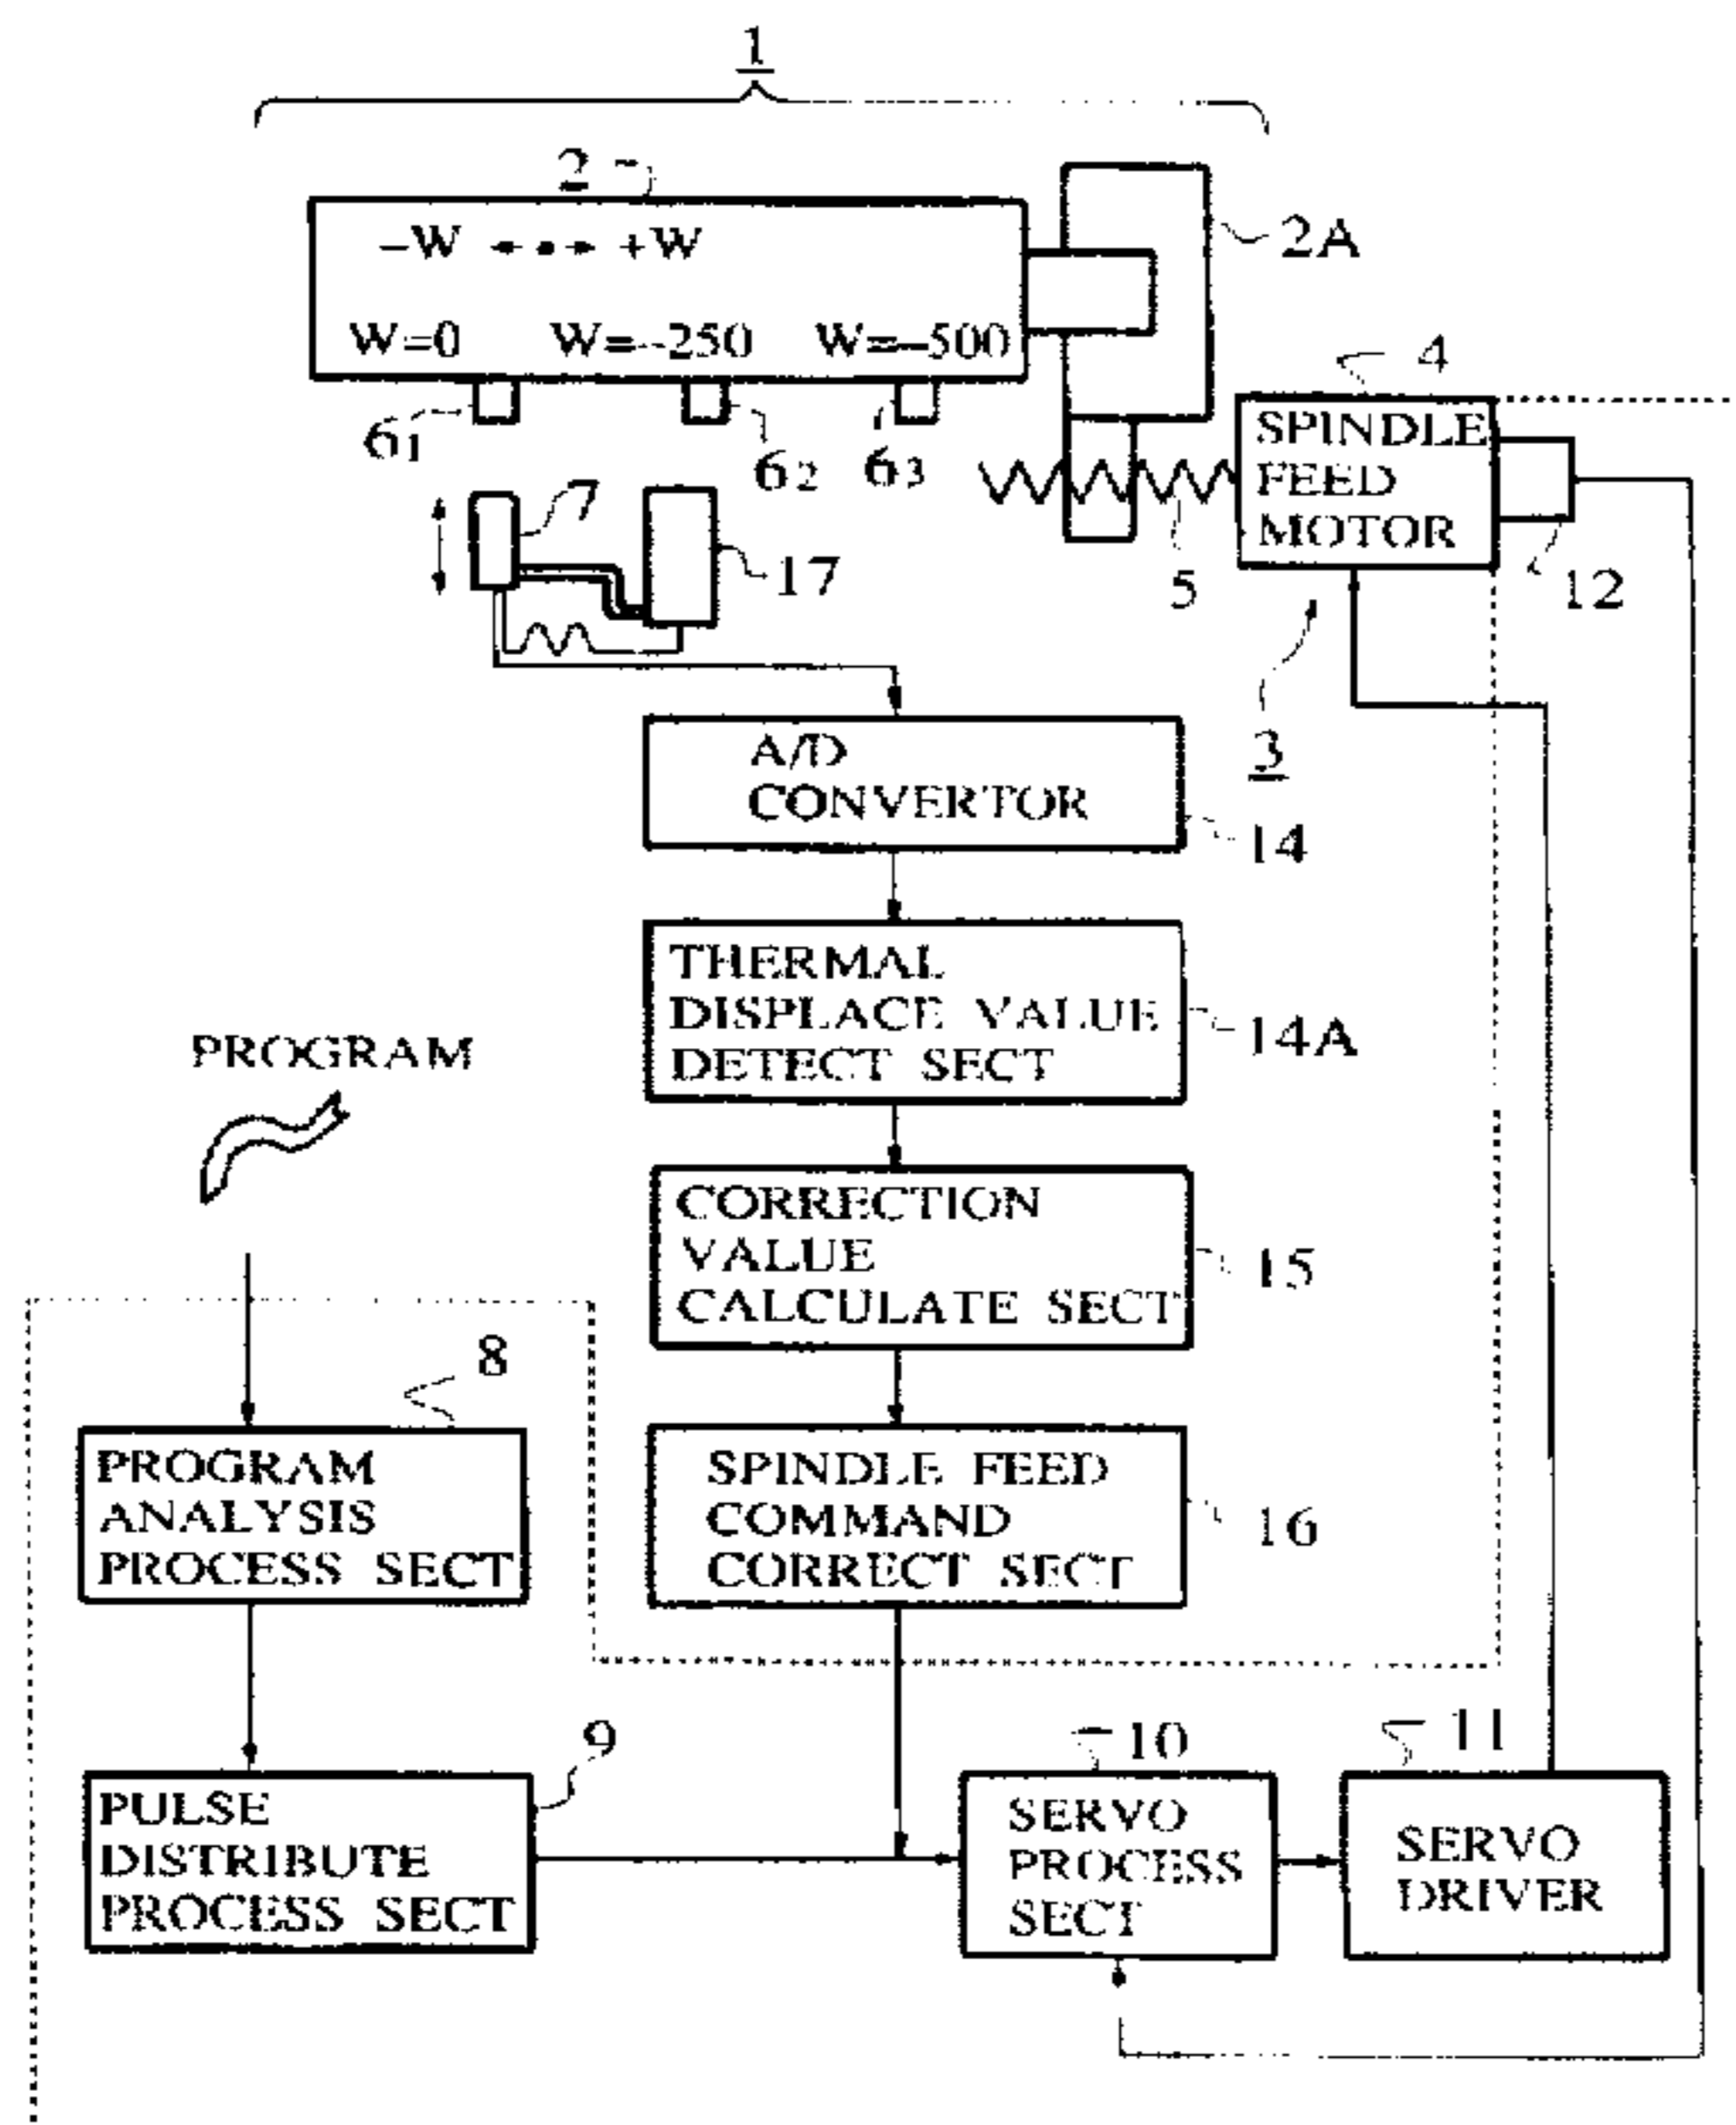 1
2
2A
−W ◄•► +W
W=0 W=−250 W=−500
4
6₁ 6₂ 6₃
SPINDLE
FEED
MOTOR
7
17
5
12
3
A/D
CONVERTOR
14
THERMAL
DISPLACE VALUE
DETECT SECT
14A
PROGRAM
CORRECTION
VALUE
CALCULATE SECT
15
8
PROGRAM
ANALYSIS
PROCESS SECT
SPINDLE FEED
COMMAND
CORRECT SECT
16
9
PULSE
DISTRIBUTE
PROCESS SECT
10
SERVO
PROCESS
SECT
11
SERVO
DRIVER